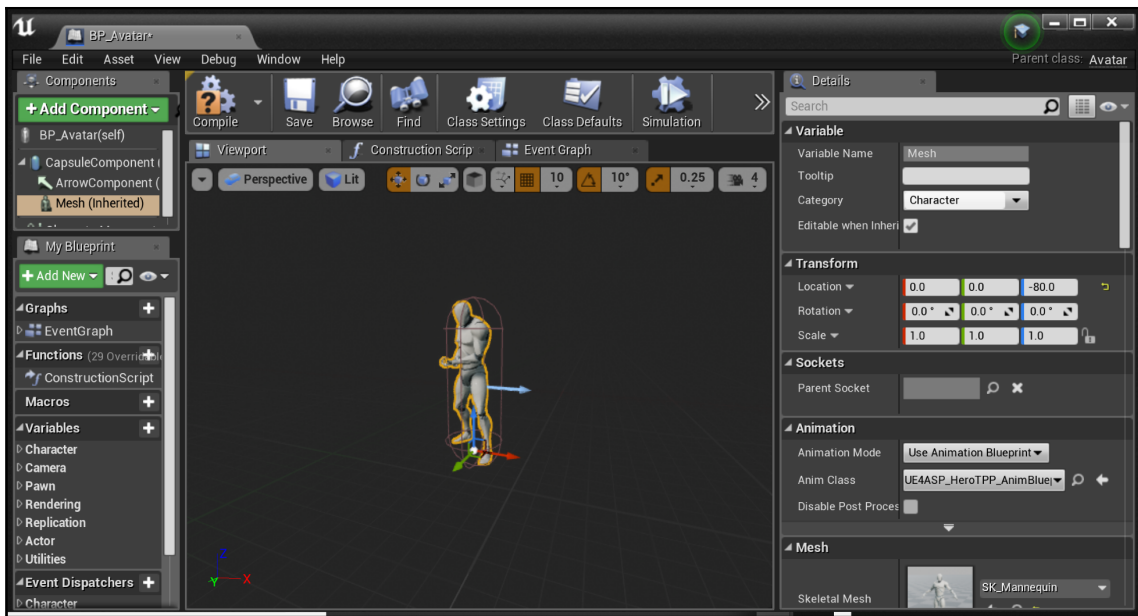 BP_Avatar*
File Edit Asset View Debug Window Help
Parent class: Avatar
Components
+Add Component
BP_Avatar(self)
CapsuleComponent (
ArrowComponent (
Mesh (Inherited)
My Blueprint
+Add New
Graphs
EventGraph
Functions (29 Overridable
ConstructionScript
Macros
Variables
Character
Camera
Pawn
Rendering
Replication
Actor
Utilities
Event Dispatchers
Character
Compile Save Browse Find Class Settings Class Defaults Simulation
Viewport Construction Scrip Event Graph
Perspective Lit 10 10° 0.25 4
Z
Y X
Details
Search
Variable
Variable Name Mesh
Tooltip
Category Character
Editable when Inheri
Transform
Location 0.0 0.0 -80.0
Rotation 0.0° 0.0° 0.0°
Scale 1.0 1.0 1.0
Sockets
Parent Socket
Animation
Animation Mode Use Animation Blueprint
Anim Class UE4ASP_HeroTPP_AnimBluep
Disable Post Proces
Mesh
Skeletal Mesh SK_Mannequin